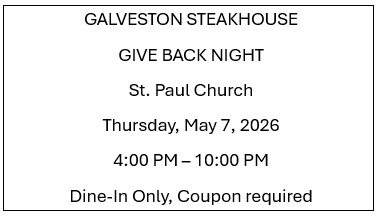 GALVESTON STEAKHOUSE
GIVE BACK NIGHT
St. Paul Church
Thursday, May 7, 2026
4:00 PM – 10:00 PM
Dine-In Only, Coupon required